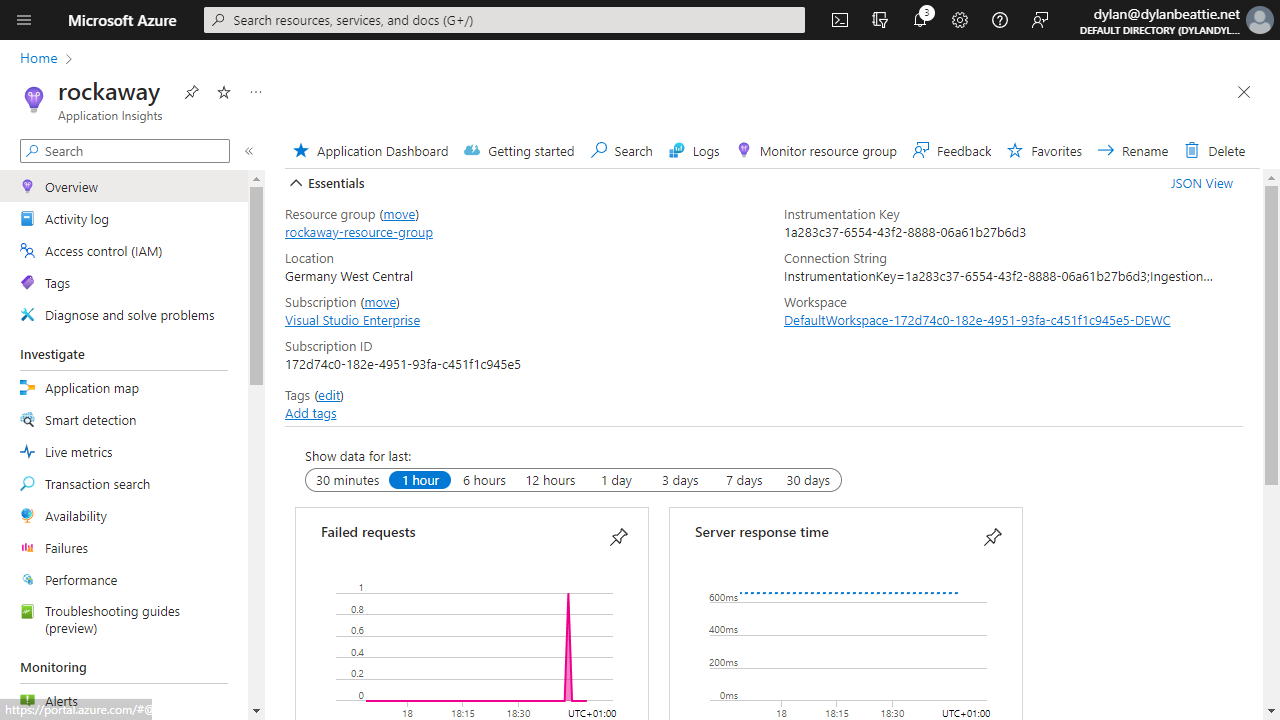 Microsoft Azure
Search resources, services, and docs (G+/)
3
dylan@dylanbeattie.net
DEFAULT DIRECTORY (DYLANDYL...
Home
rockaway
...
Application Insights
Search
«
Application Dashboard
Getting started
Search
Logs
Monitor resource group
Feedback
Favorites
Rename
Delete
Overview
Activity log
Access control (IAM)
Tags
Diagnose and solve problems
Investigate
Application map
Smart detection
Live metrics
Transaction search
Availability
Failures
Performance
Troubleshooting guides
(preview)
Monitoring
Alerts
https://portal.azure.com/#@
Essentials
JSON View
Resource group (move)
rockaway-resource-group
Location
Germany West Central
Subscription (move)
Visual Studio Enterprise
Subscription ID
172d74c0-182e-4951-93fa-c451f1c945e5
Instrumentation Key
1a283c37-6554-43f2-8888-06a61b27b6d3
Connection String
InstrumentationKey=1a283c37-6554-43f2-8888-06a61b27b6d3;Ingestion...
Workspace
DefaultWorkspace-172d74c0-182e-4951-93fa-c451f1c945e5-DEWC
Tags (edit)
Add tags
Show data for last:
30 minutes
1 hour
6 hours
12 hours
1 day
3 days
7 days
30 days
Failed requests
1
0.8
0.6
0.4
0.2
0
18
18:15
18:30
UTC+01:00
Server response time
600ms
400ms
200ms
0ms
18
18:15
18:30
UTC+01:00